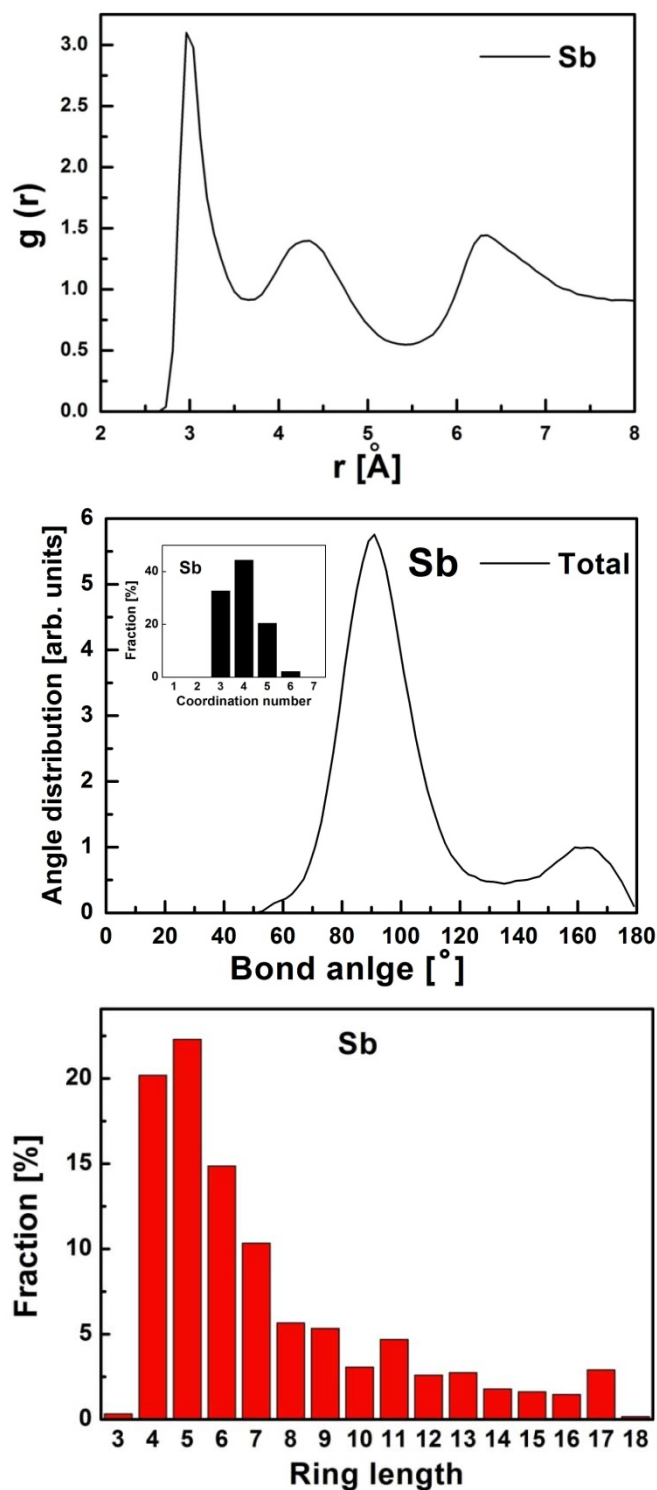 3.0
2.5
2.0
1.5
1.0
0.5
0.0
g (r)
Sb
2 3 4 5 6 7 8
r [Å]
6
5
4
3
2
1
0
Angle distribution [arb. units]
Sb
40
20
0
Fraction [%]
1 2 3 4 5 6 7
Coordination number
Sb Total
0 20 40 60 80 100 120 140 160 180
Bond anlge [°]
Sb
20
15
10
5
0
Fraction [%]
3 4 5 6 7 8 9 10 11 12 13 14 15 16 17 18
Ring length